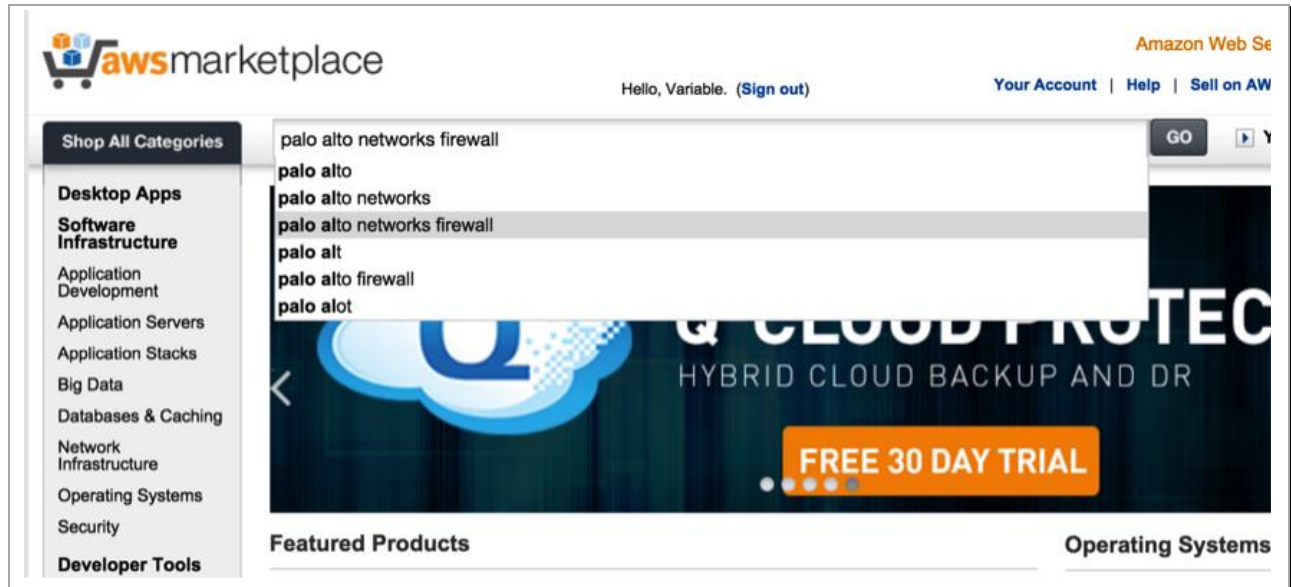 awsmarketplace
Amazon Web Se
Hello, Variable. (Sign out)
Your Account | Help | Sell on AW
Shop All Categories
palo alto networks firewall
GO
Y
palo alto
palo alto networks
palo alto networks firewall
palo alt
palo alto firewall
palo alot
Desktop Apps
Software
Infrastructure
Application
Development
Application Servers
Application Stacks
Big Data
Databases & Caching
Network
Infrastructure
Operating Systems
Security
Developer Tools
Q
Q CLOUD PROTEC
HYBRID CLOUD BACKUP AND DR
FREE 30 DAY TRIAL
Featured Products
Operating Systems